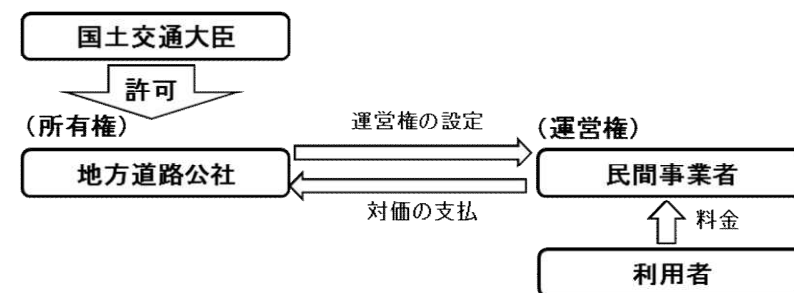 国土交通大臣
許可
（所有権）
運営権の設定
（運営権）
地方道路公社
民間事業者
対価の支払
料金
利用者